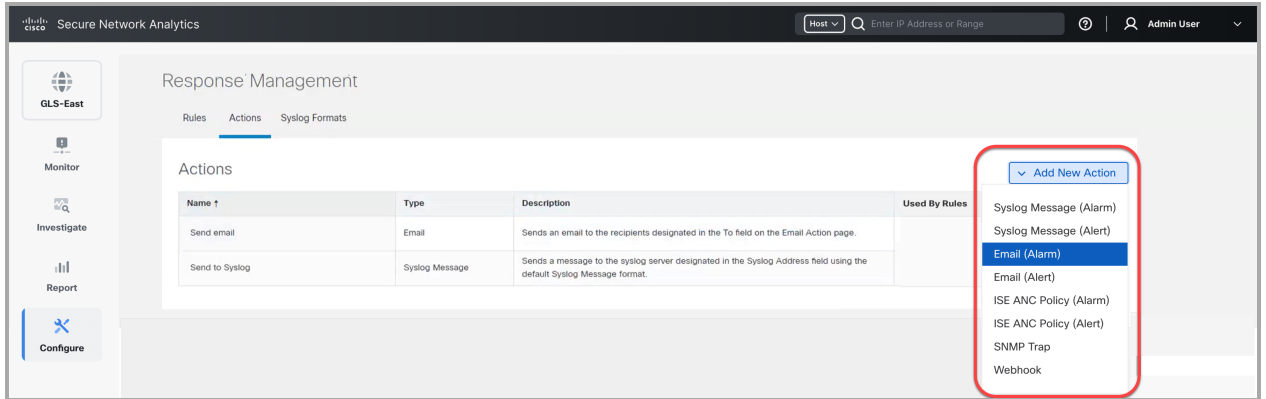 cisco Secure Network Analytics Host Enter IP Address or Range Admin User
GLS-East
Monitor
Investigate
Report
Configure
Response Management
Rules Actions Syslog Formats
Actions
Add New Action
Name ↑ Type Description Used By Rules
Send email Email Sends an email to the recipients designated in the To field on the Email Action page.
Send to Syslog Syslog Message Sends a message to the syslog server designated in the Syslog Address field using the
default Syslog Message format.
Syslog Message (Alarm)
Syslog Message (Alert)
Email (Alarm)
Email (Alert)
ISE ANC Policy (Alarm)
ISE ANC Policy (Alert)
SNMP Trap
Webhook